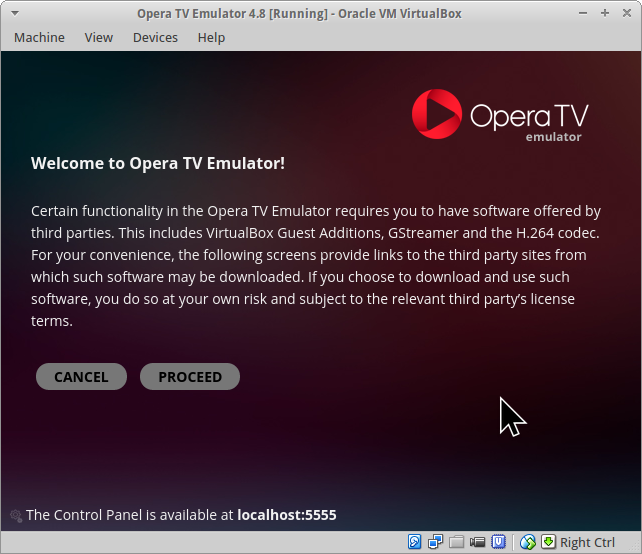 Opera TV Emulator 4.8 [Running] - Oracle VM VirtualBox
Machine View Devices Help
Opera TV
emulator
Welcome to Opera TV Emulator!
Certain functionality in the Opera TV Emulator requires you to have software offered by
third parties. This includes VirtualBox Guest Additions, GStreamer and the H.264 codec.
For your convenience, the following screens provide links to the third party sites from
which such software may be downloaded. If you choose to download and use such
software, you do so at your own risk and subject to the relevant third party’s license
terms.
CANCEL PROCEED
The Control Panel is available at localhost:5555
Right Ctrl